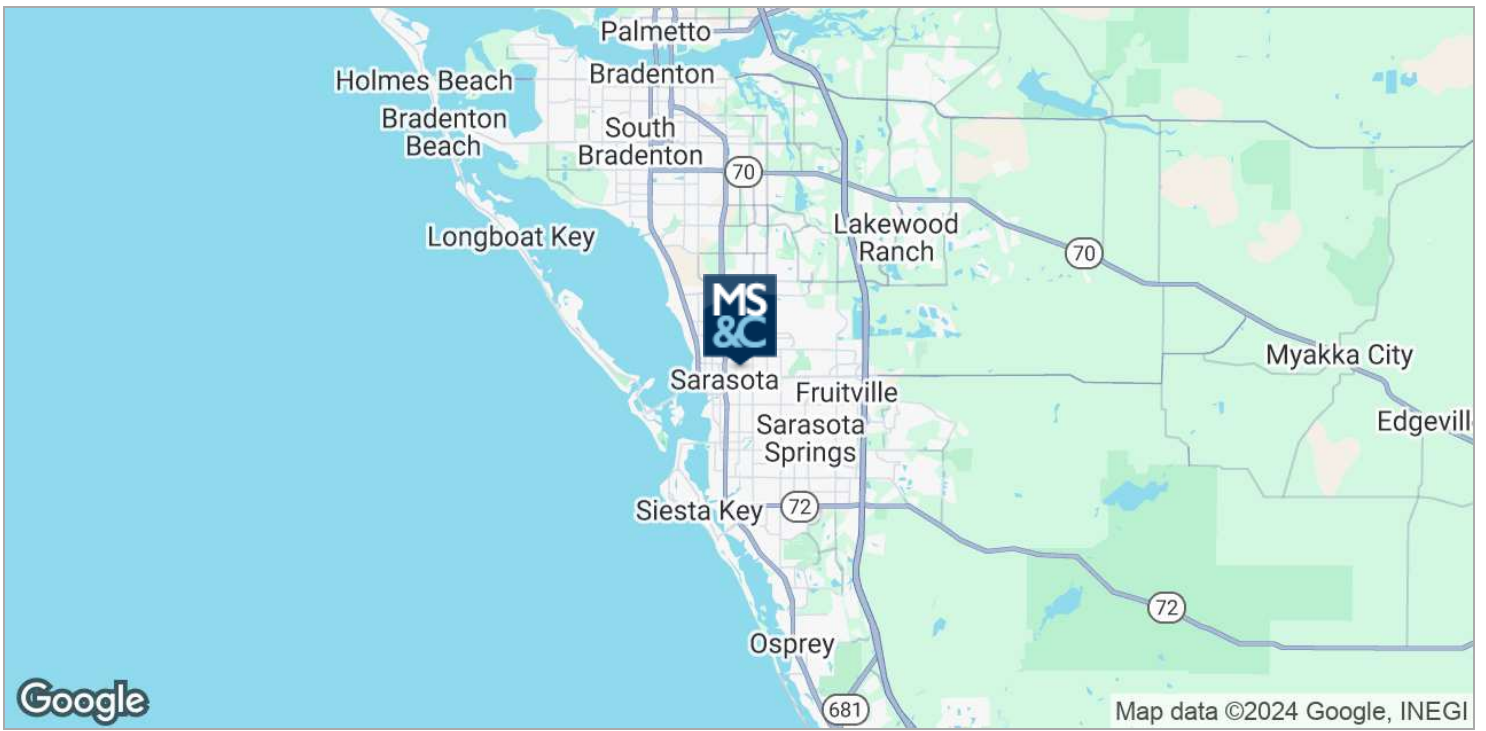 Palmetto
Holmes Beach
Bradenton
Bradenton
Beach
South
Bradenton
70
Longboat Key
Lakewood
Ranch
70
MS
&C
Myakka City
Sarasota
Fruitville
Edgevill
Sarasota
Springs
Siesta Key
72
72
Osprey
681
Google
Map data ©2024 Google, INEGI